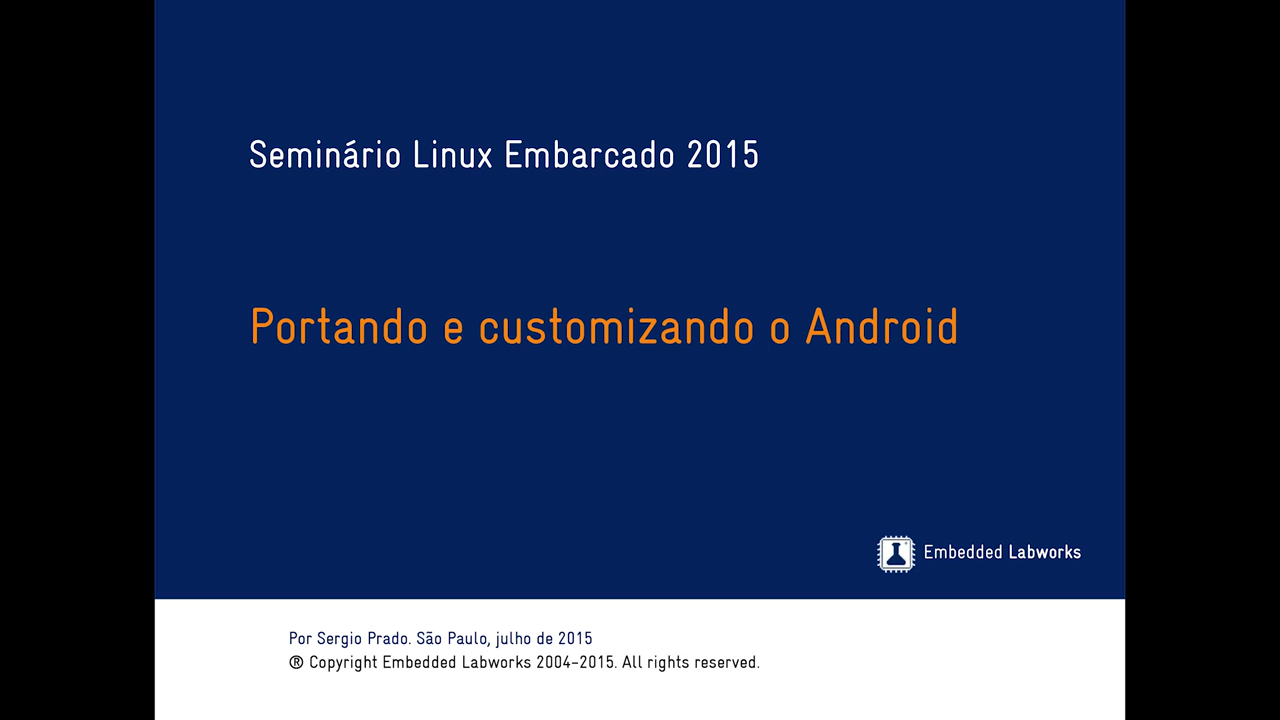 Seminário Linux Embarcado 2015
Portando e customizando o Android
Embedded Labworks
Por Sergio Prado. São Paulo, julho de 2015
® Copyright Embedded Labworks 2004-2015. All rights reserved.